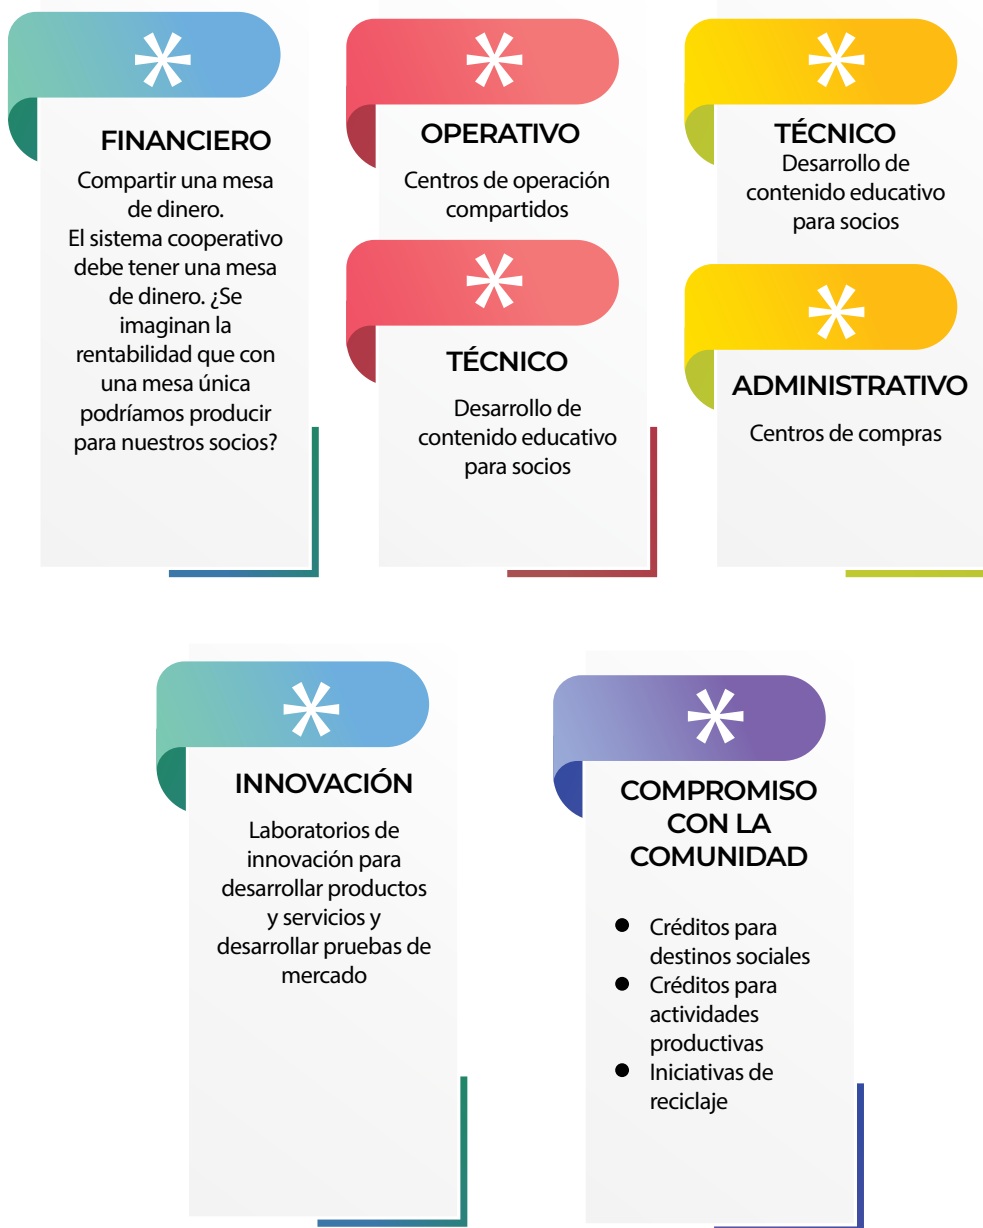 FINANCIERO
Compartir una mesa
de dinero.
El sistema cooperativo
debe tener una mesa
de dinero. ¿Se
imaginan la
rentabilidad que con
una mesa única
podríamos producir
para nuestros socios?
OPERATIVO
Centros de operación
compartidos
TÉCNICO
Desarrollo de
contenido educativo
para socios
TÉCNICO
Desarrollo de
contenido educativo
para socios
ADMINISTRATIVO
Centros de compras
INNOVACIÓN
Laboratorios de
innovación para
desarrollar productos
y servicios y
desarrollar pruebas de
mercado
COMPROMISO
CON LA
COMUNIDAD
● Créditos para
destinos sociales
● Créditos para
actividades
productivas
● Iniciativas de
reciclaje